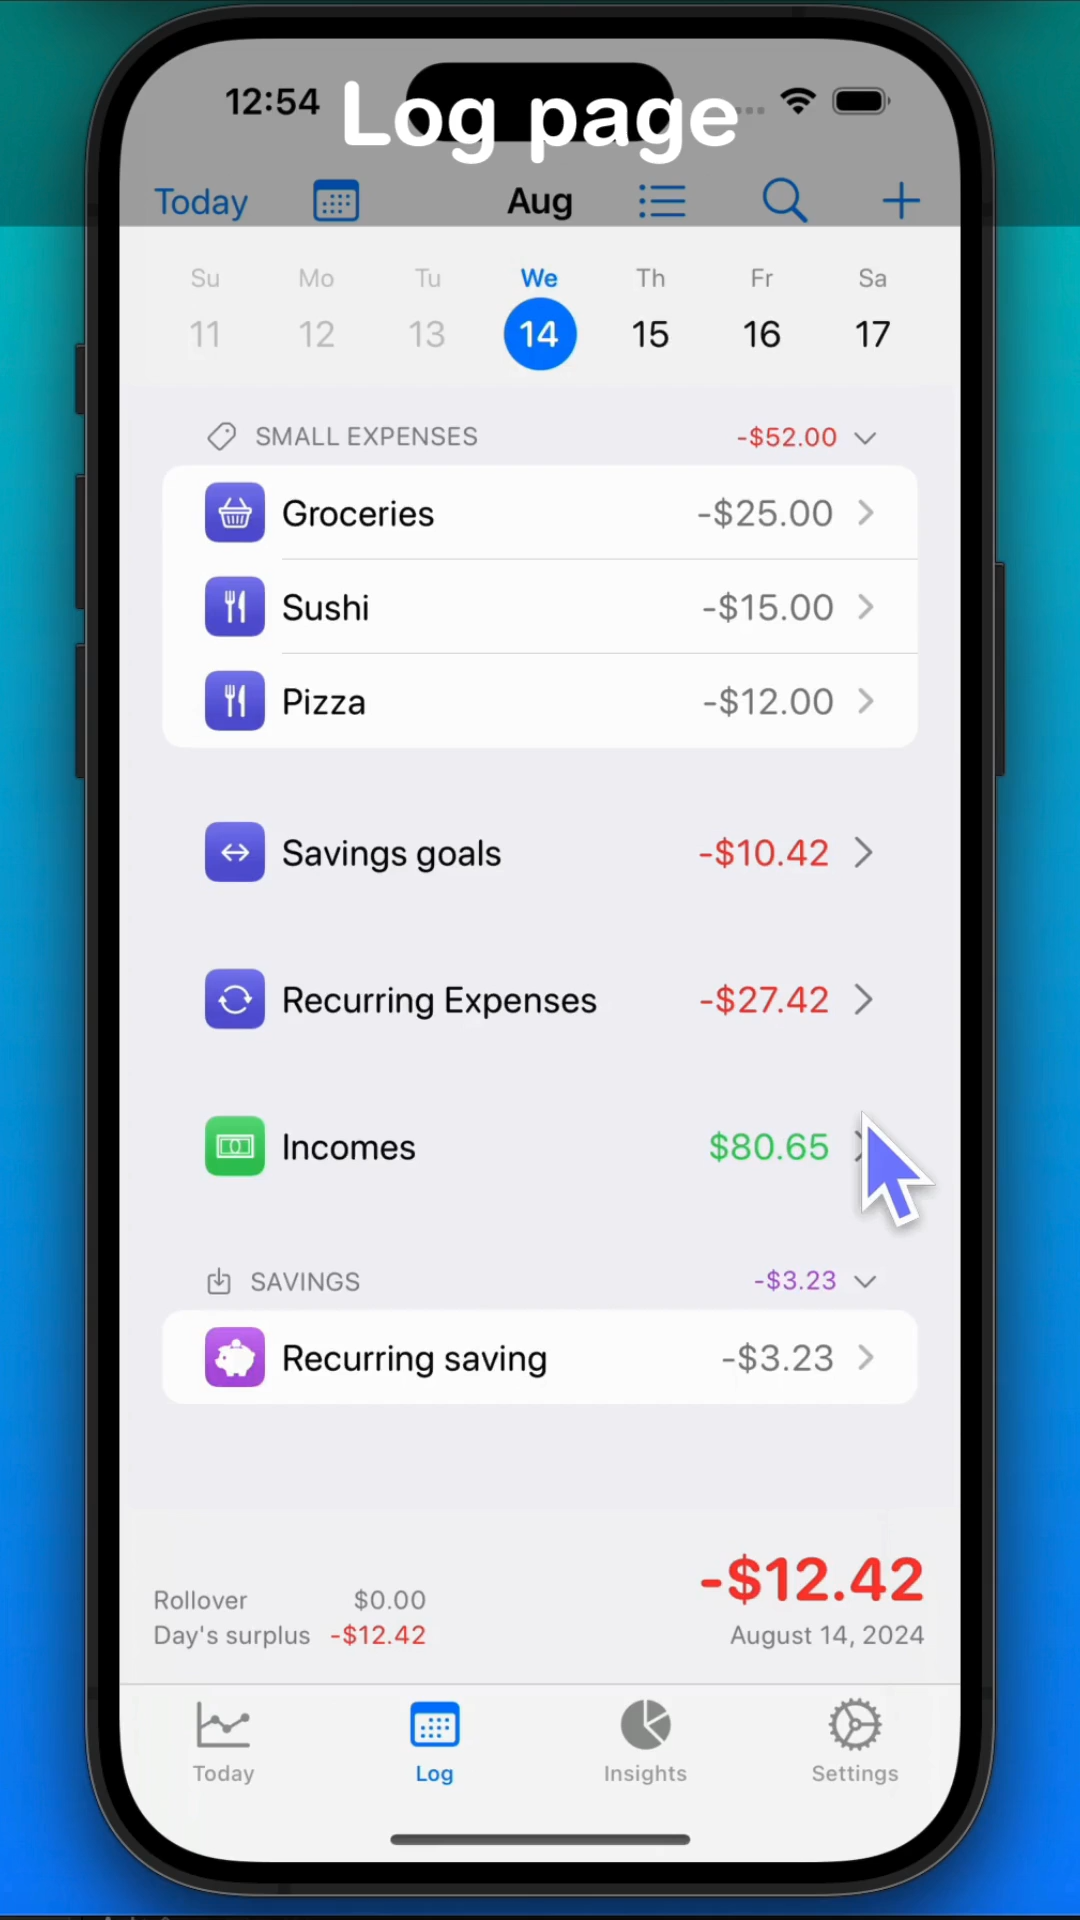 12:54
Log page
Today Aug
Su Mo Tu We Th Fr Sa
11 12 13 14 15 16 17
SMALL EXPENSES -$52.00
Groceries -$25.00
Sushi -$15.00
Pizza -$12.00
Savings goals -$10.42
Recurring Expenses -$27.42
Incomes $80.65
SAVINGS -$3.23
Recurring saving -$3.23
-$12.42
Rollover $0.00
Day's surplus -$12.42 August 14, 2024
Today Log Insights Settings